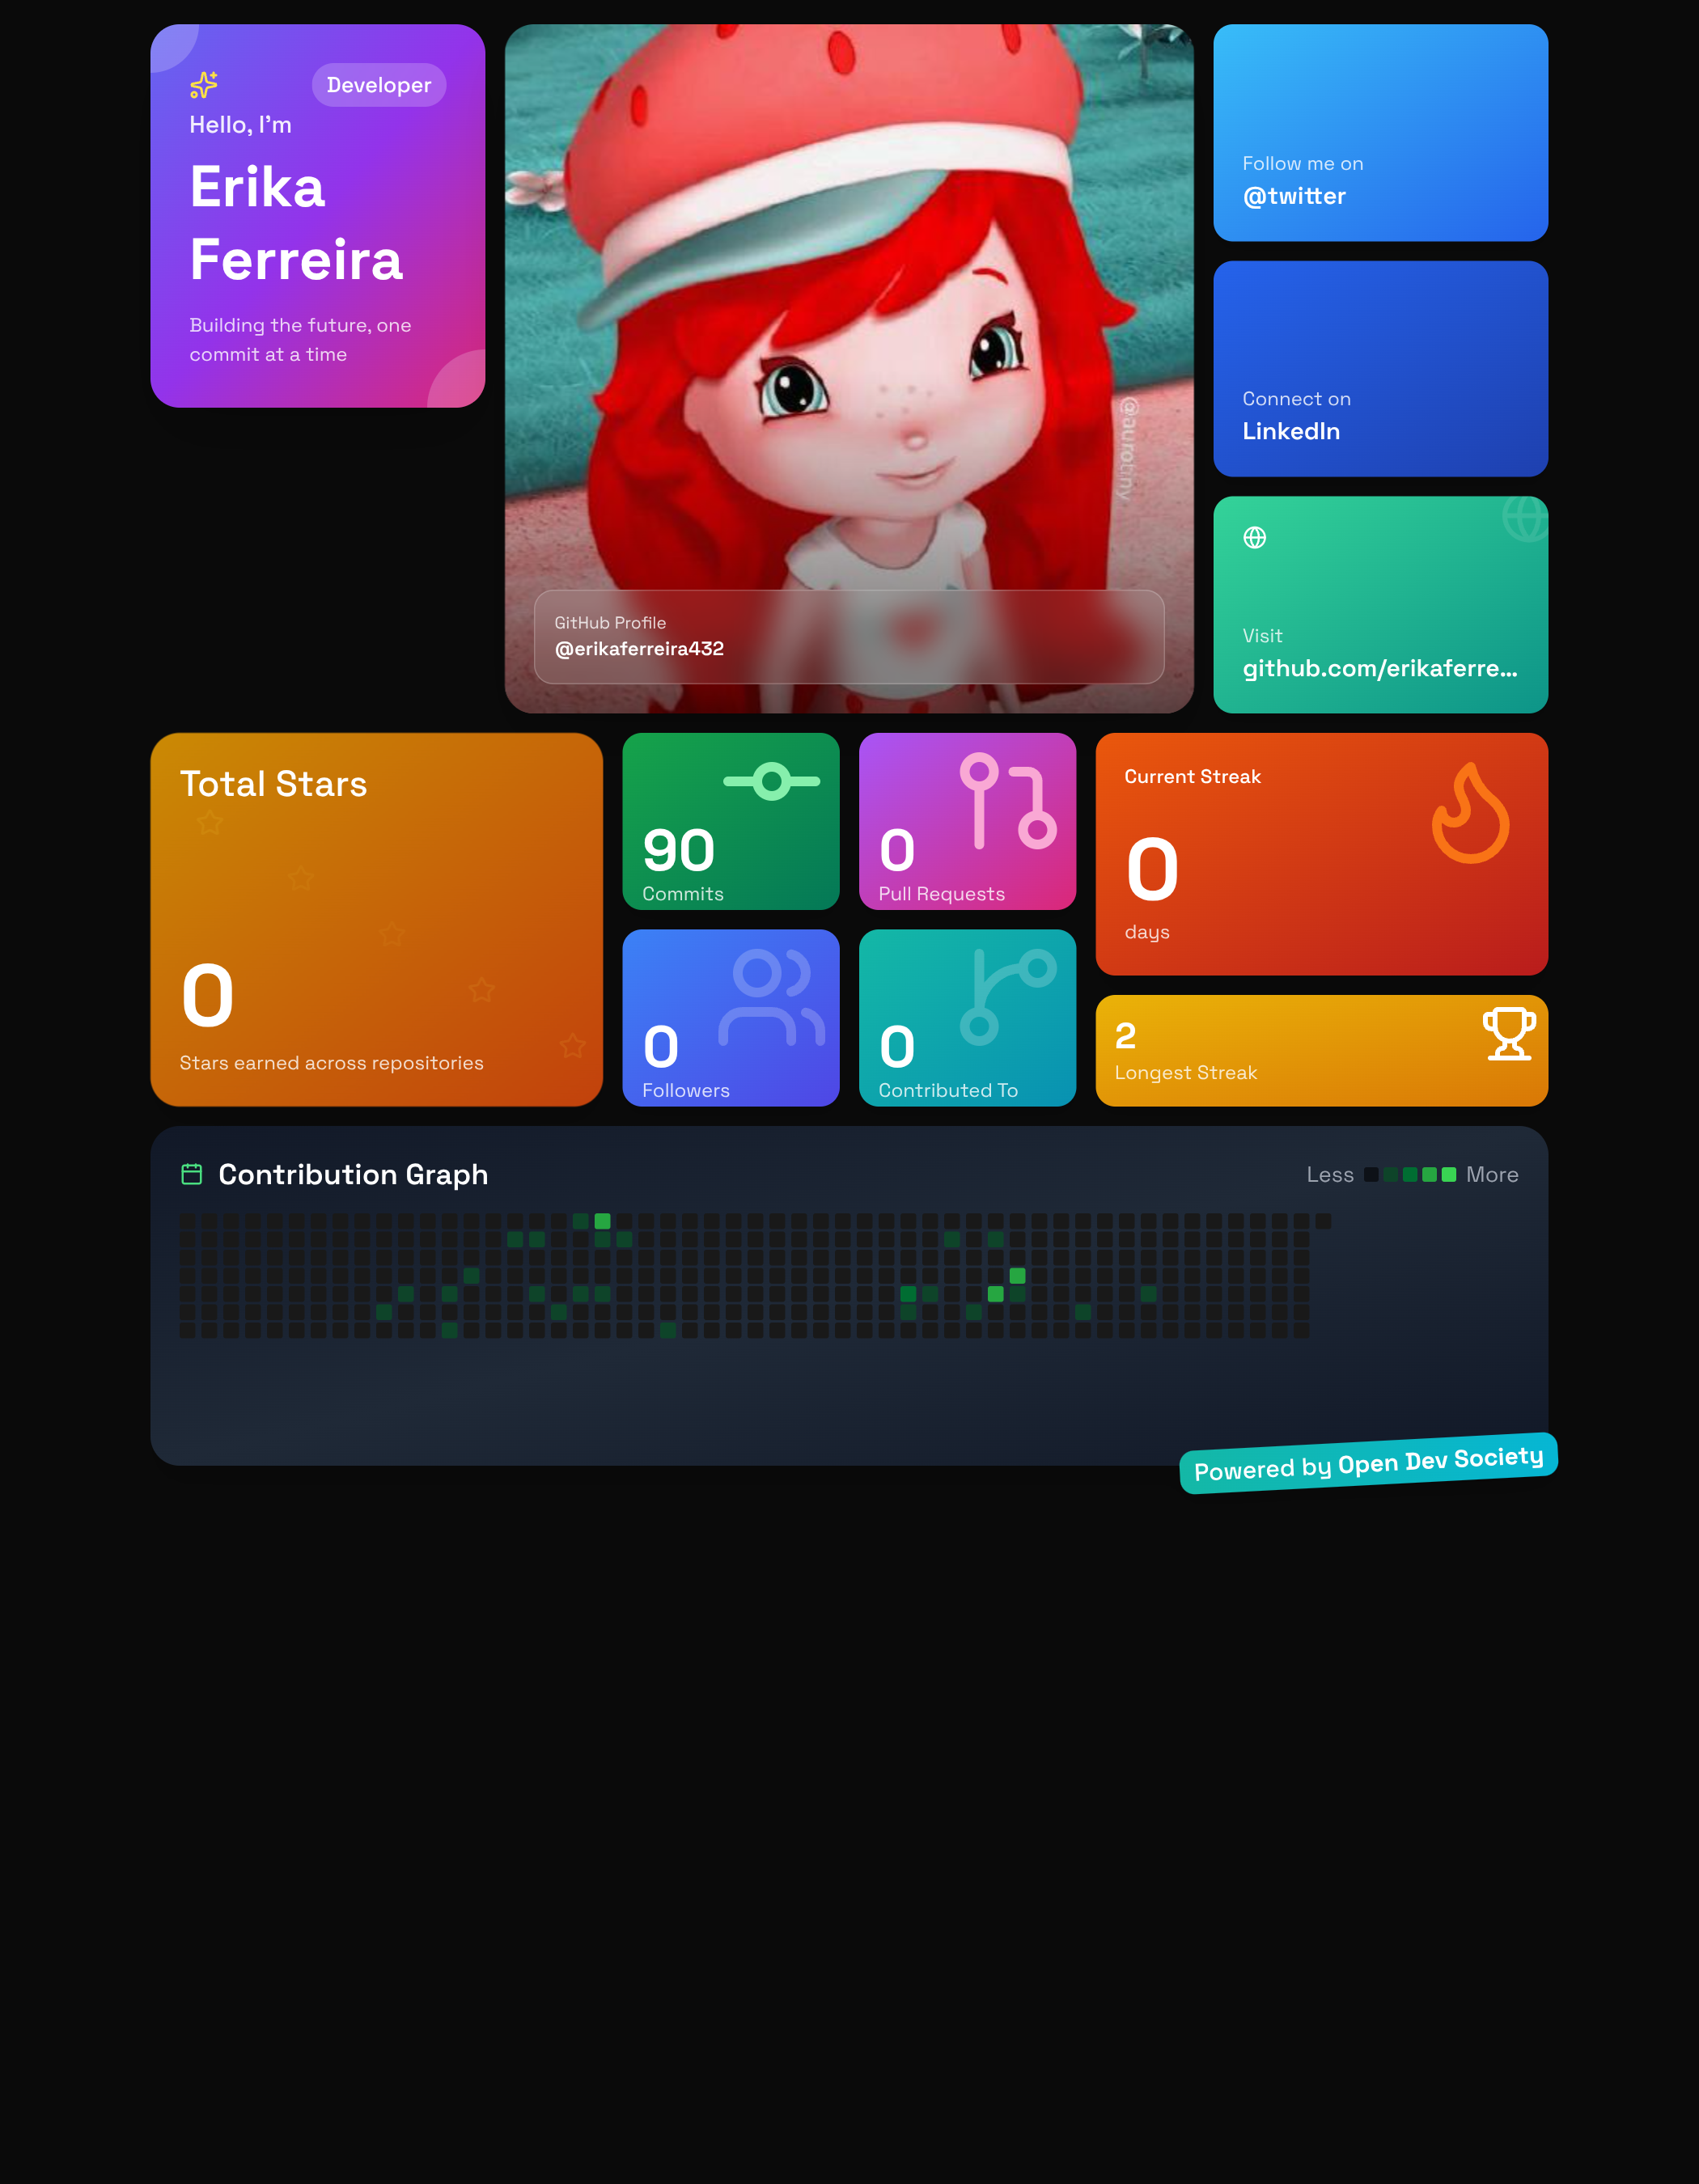 Developer
Hello, I'm
Erika
Ferreira
Building the future, one
commit at a time
@aurotny
GitHub Profile
@erikaferreira432
Follow me on
@twitter
Connect on
LinkedIn
Visit
github.com/erikaferre...
Total Stars
0
Stars earned across repositories
90
Commits
0
Pull Requests
0
Followers
0
Contributed To
Current Streak
0
days
2
Longest Streak
Contribution Graph
Less
More
Powered by Open Dev Society